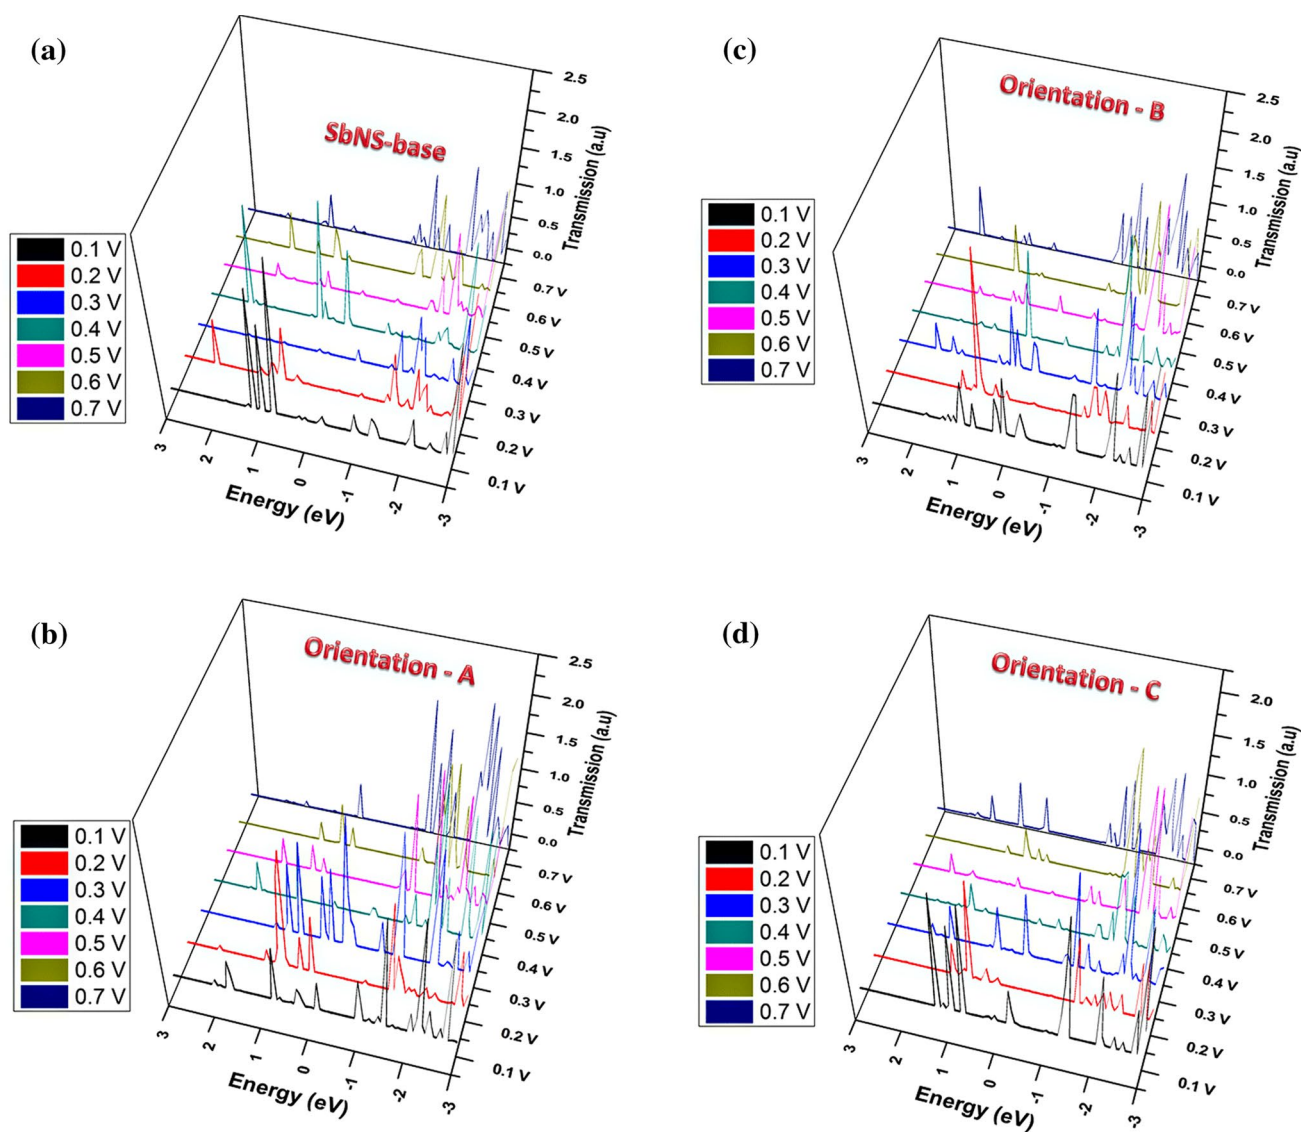 (a)
SbNS-base
2.5
2.0
1.5
1.0
0.5
0.0
Transmission (a.u)
0.1 V
0.2 V
0.3 V
0.4 V
0.5 V
0.6 V
0.7 V
0.7 V
0.6 V
0.5 V
0.4 V
0.3 V
0.2 V
0.1 V
3
2
1
0
-1
-2
-3
Energy (eV)
(c)
Orientation - B
2.5
2.0
1.5
1.0
0.5
0.0
Transmission (a.u)
0.1 V
0.2 V
0.3 V
0.4 V
0.5 V
0.6 V
0.7 V
0.7 V
0.6 V
0.5 V
0.4 V
0.3 V
0.2 V
0.1 V
3
2
1
0
-1
-2
-3
Energy (eV)
(b)
Orientation - A
2.5
2.0
1.5
1.0
0.5
0.0
Transmission (a.u)
0.1 V
0.2 V
0.3 V
0.4 V
0.5 V
0.6 V
0.7 V
0.7 V
0.6 V
0.5 V
0.4 V
0.3 V
0.2 V
0.1 V
3
2
1
0
-1
-2
-3
Energy (eV)
(d)
Orientation - C
2.0
1.5
1.0
0.5
0.0
Transmission (a.u)
0.1 V
0.2 V
0.3 V
0.4 V
0.5 V
0.6 V
0.7 V
0.7 V
0.6 V
0.5 V
0.4 V
0.3 V
0.2 V
0.1 V
3
2
1
0
-1
-2
-3
Energy (eV)